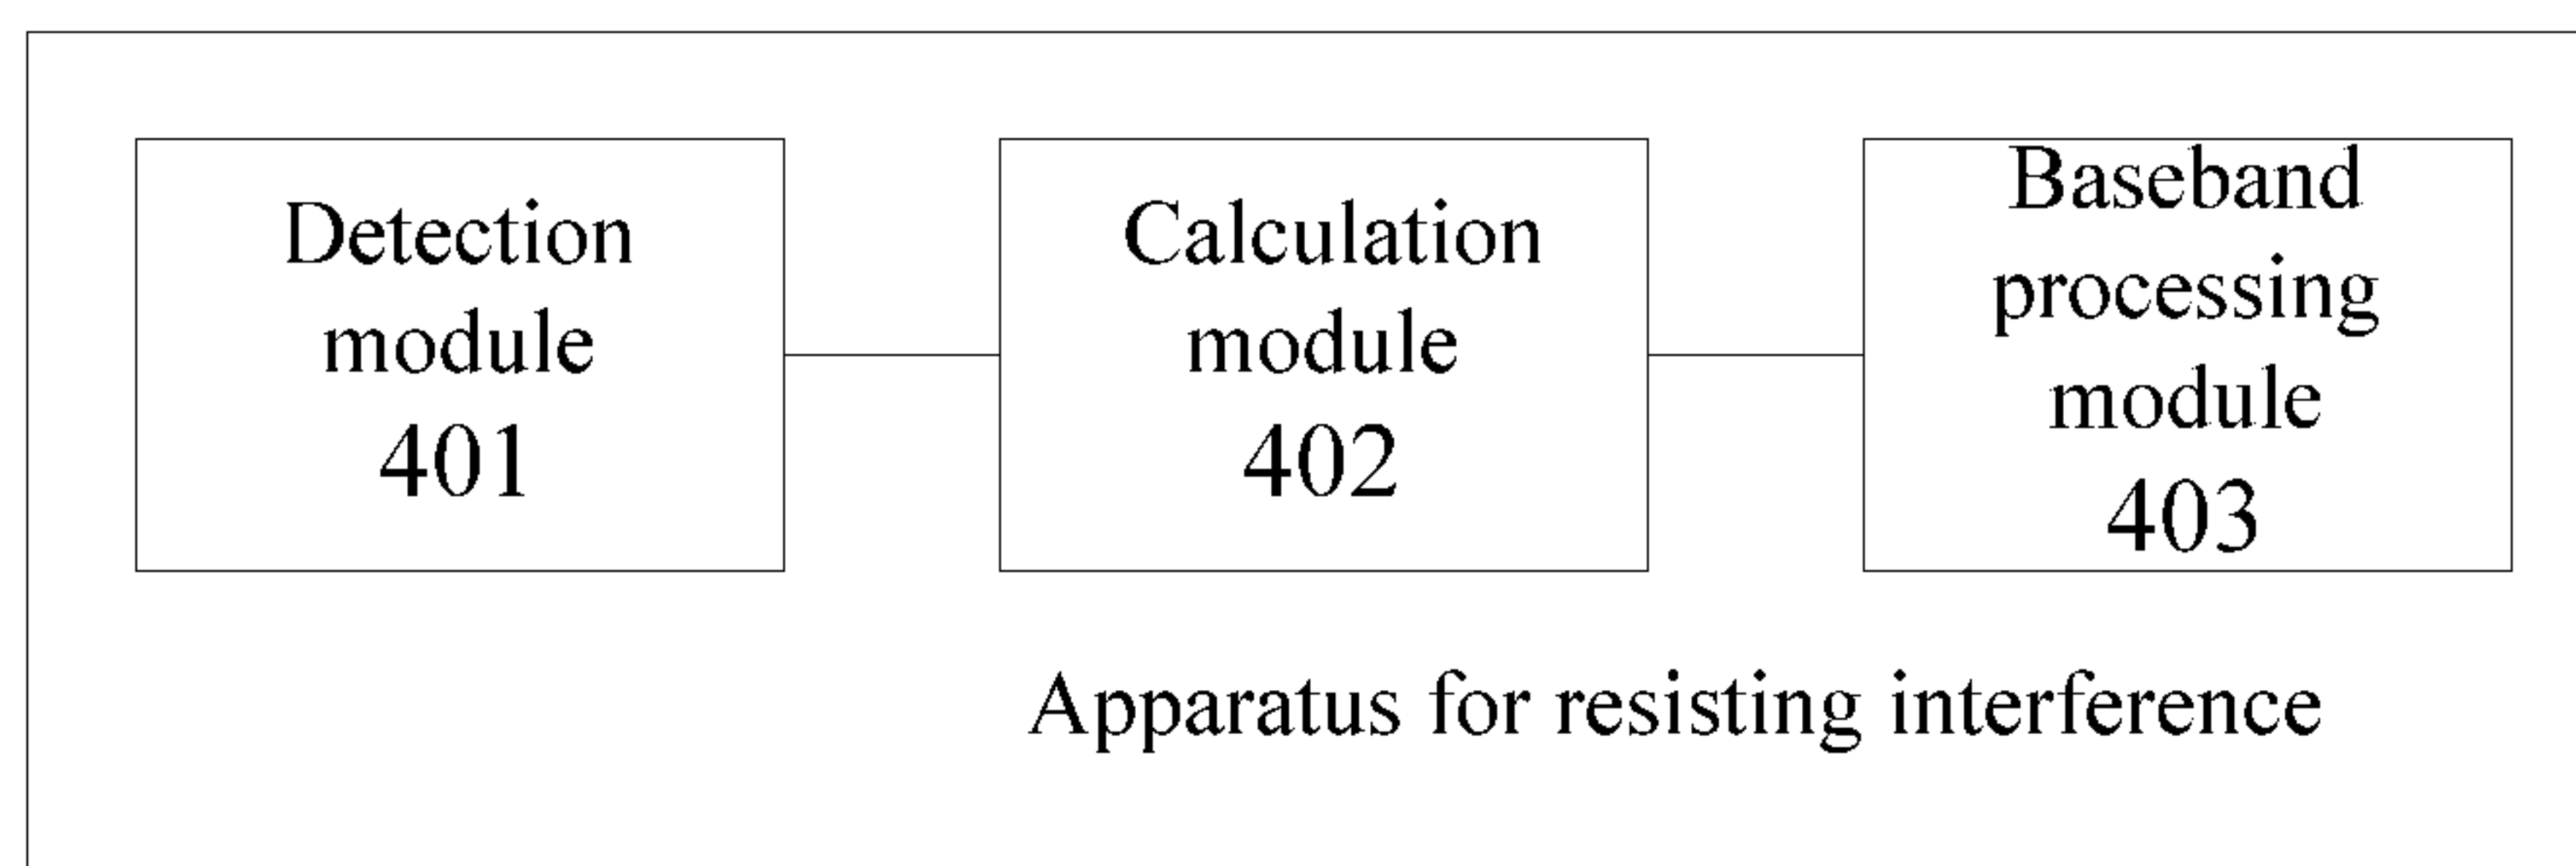 Detection
module
401
Calculation
module
402
Baseband
processing
module
403
Apparatus for resisting interference